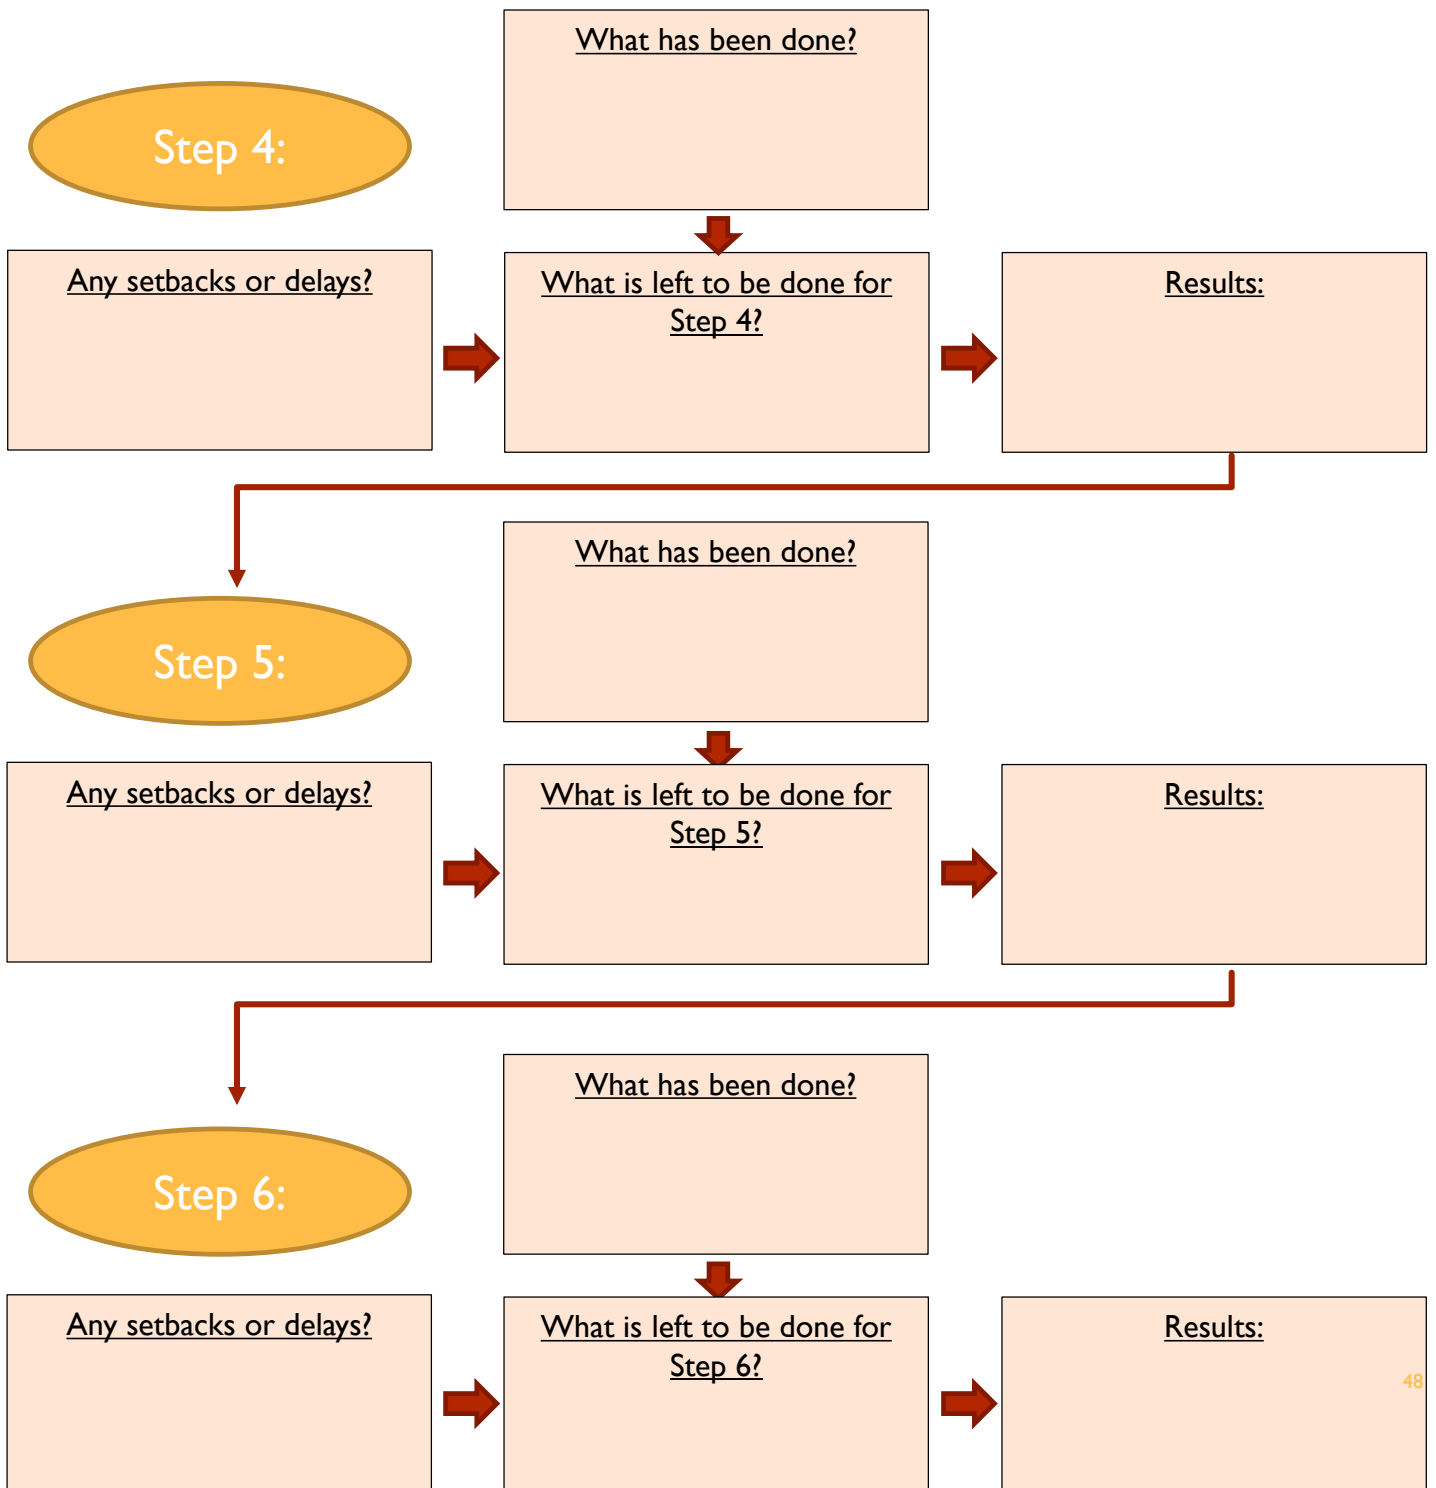 What has been done?
Step 4:
Any setbacks or delays?
What is left to be done for
Step 4?
Results:
What has been done?
Step 5:
Any setbacks or delays?
What is left to be done for
Step 5?
Results:
What has been done?
Step 6:
Any setbacks or delays?
What is left to be done for
Step 6?
Results:
48